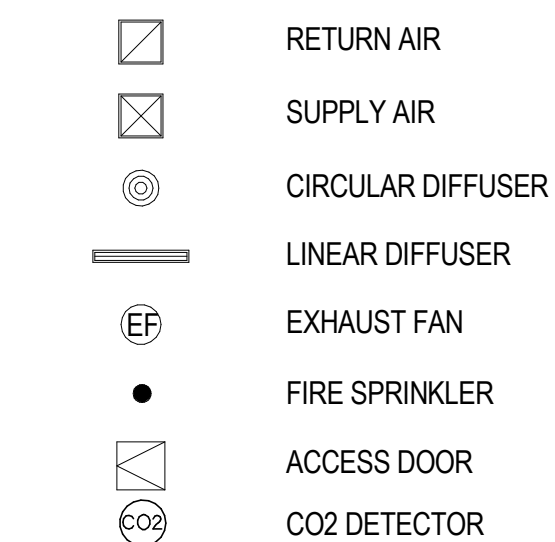 RETURN AIR
SUPPLY AIR
CIRCULAR DIFFUSER
LINEAR DIFFUSER
EF EXHAUST FAN
FIRE SPRINKLER
ACCESS DOOR
CO2 CO2 DETECTOR